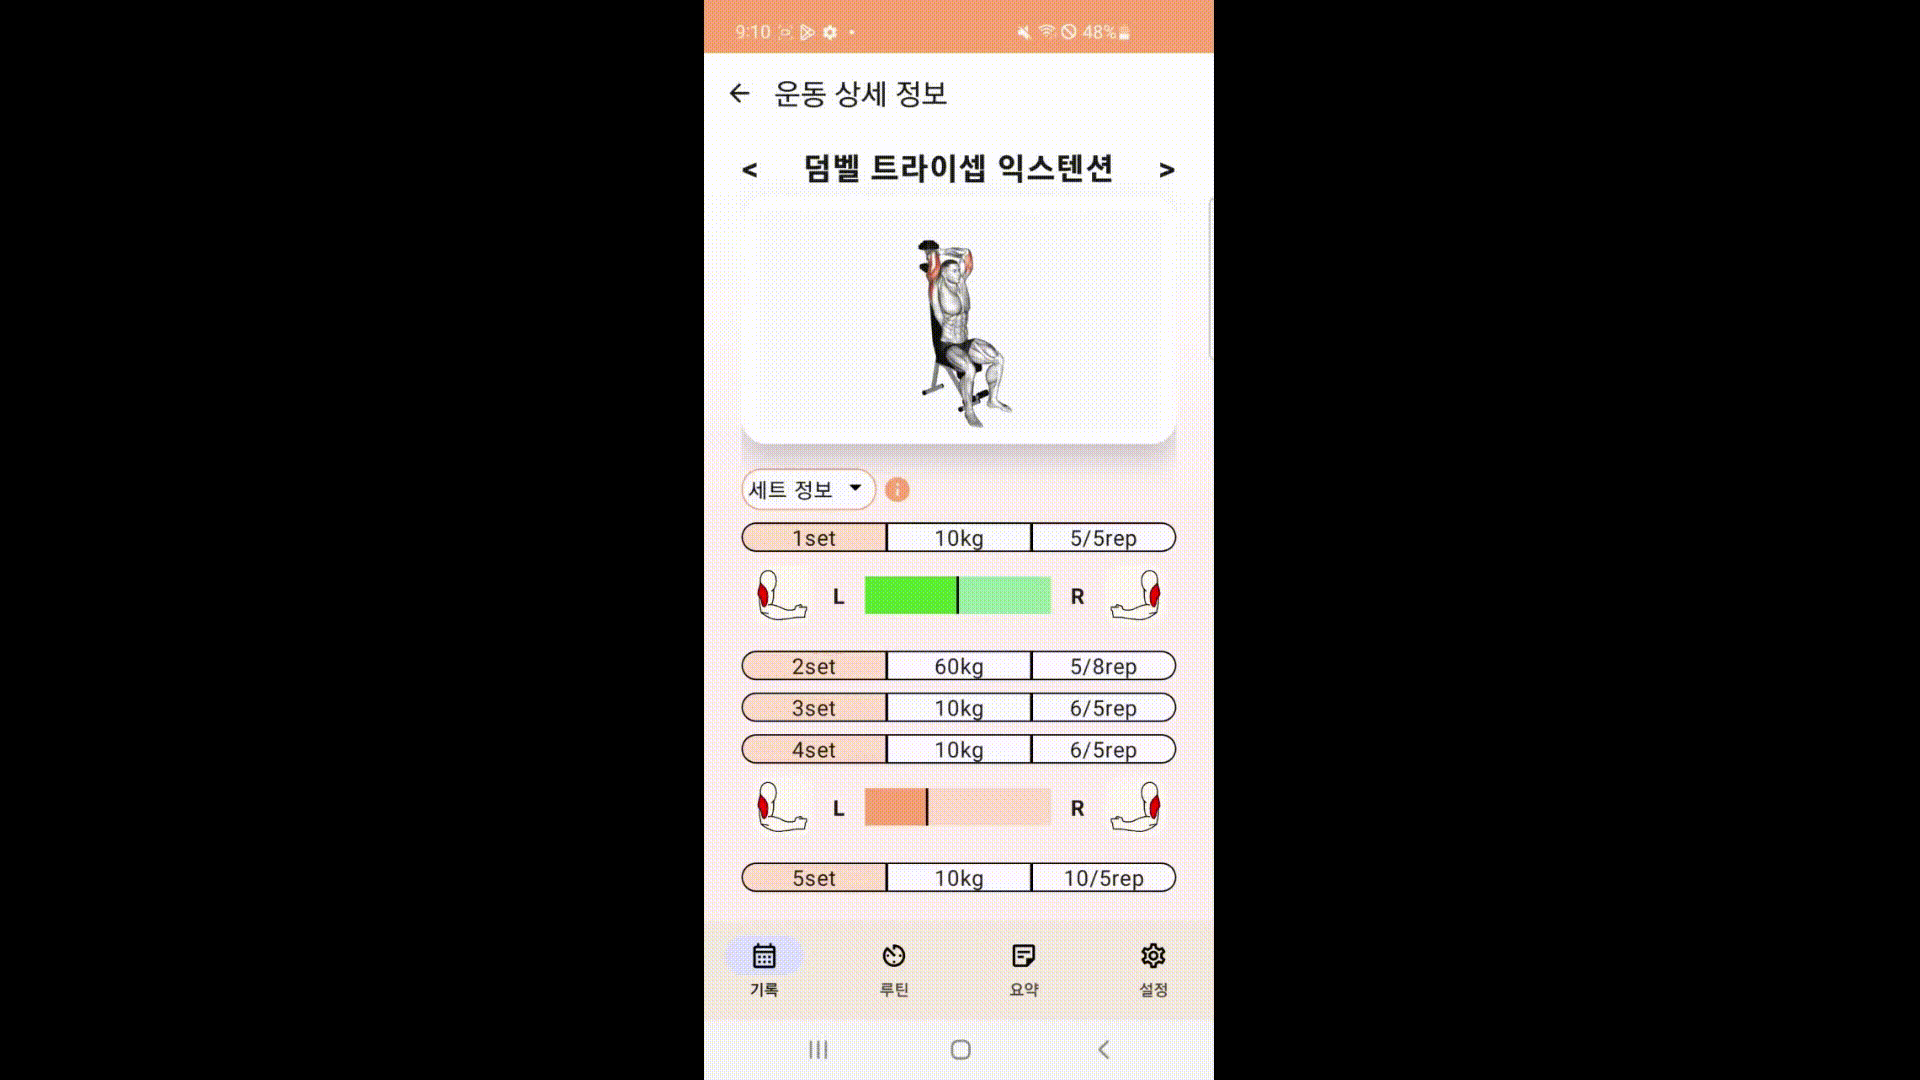 9:10 48%
운동 상세 정보
< 덤벨 트라이셉 익스텐션 >
세트 정보 i
1set 10kg 5/5rep
L R
2set 60kg 5/8rep
3set 10kg 6/5rep
4set 10kg 6/5rep
L R
5set 10kg 10/5rep
기록 루틴 요약 설정